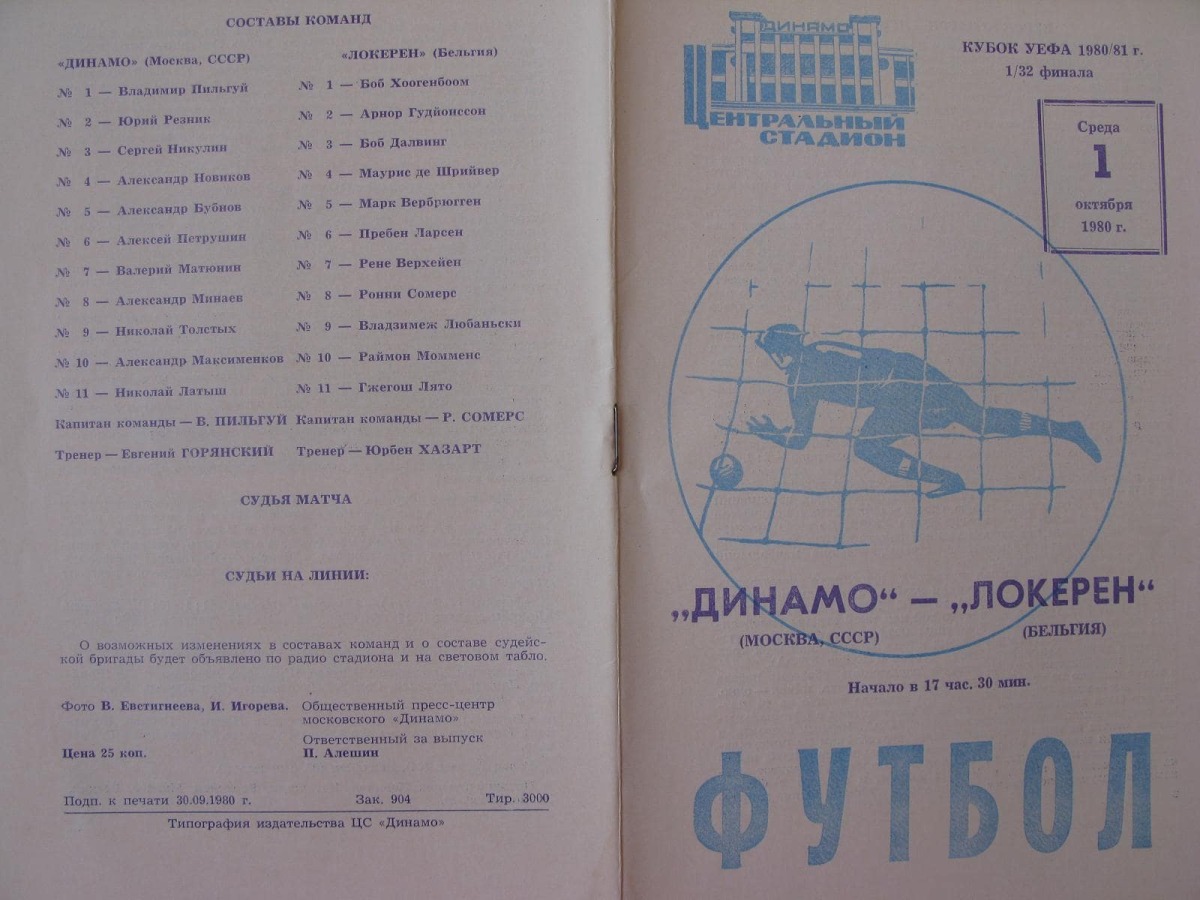 СОСТАВЫ КОМАНД
«ДИНАМО» (Москва, СССР)
№ 1 — Владимир Пильгуй
№ 2 — Юрий Резник
№ 3 — Сергей Никулин
№ 4 — Александр Новиков
№ 5 — Александр Бубнов
№ 6 — Алексей Петрушин
№ 7 — Валерий Матюнин
№ 8 — Александр Минаев
№ 9 — Николай Толстых
№ 10 — Александр Максименков
№ 11 — Николай Латыш
Капитан команды — В. ПИЛЬГУЙ
Тренер — Евгений ГОРЯНСКИЙ
«ЛОКЕРЕН» (Бельгия)
№ 1 — Боб Хоогенбоом
№ 2 — Арнор Гудйонссон
№ 3 — Боб Далвинг
№ 4 — Маурис де Шрийвер
№ 5 — Марк Вербрюгген
№ 6 — Пребен Ларсен
№ 7 — Рене Верхейен
№ 8 — Ронни Сомерс
№ 9 — Владзимеж Любаньски
№ 10 — Раймон Момменс
№ 11 — Гжегош Лято
Капитан команды — Р. СОМЕРС
Тренер — Юрбен ХАЗАРТ
СУДЬЯ МАТЧА
СУДЬИ НА ЛИНИИ:
О возможных изменениях в составах команд и о составе судейс-
кой бригады будет объявлено по радио стадиона и на световом табло.
Фото В. Евстигнеева, И. Игорева.
Цена 25 коп.
Общественный пресс-центр
московского «Динамо»
Ответственный за выпуск
П. Алешин
Подп. к печати 30.09.1980 г. Зак. 904 Тир. 3000
Типография издательства ЦС «Динамо»
ДИНАМО
ЦЕНТРАЛЬНЫЙ
СТАДИОН
КУБОК УЕФА 1980/81 г.
1/32 финала
Среда
1
октября
1980 г.
„ДИНАМО“ — „ЛОКЕРЕН“
(МОСКВА, СССР) (БЕЛЬГИЯ)
Начало в 17 час. 30 мин.
ФУТБОЛ